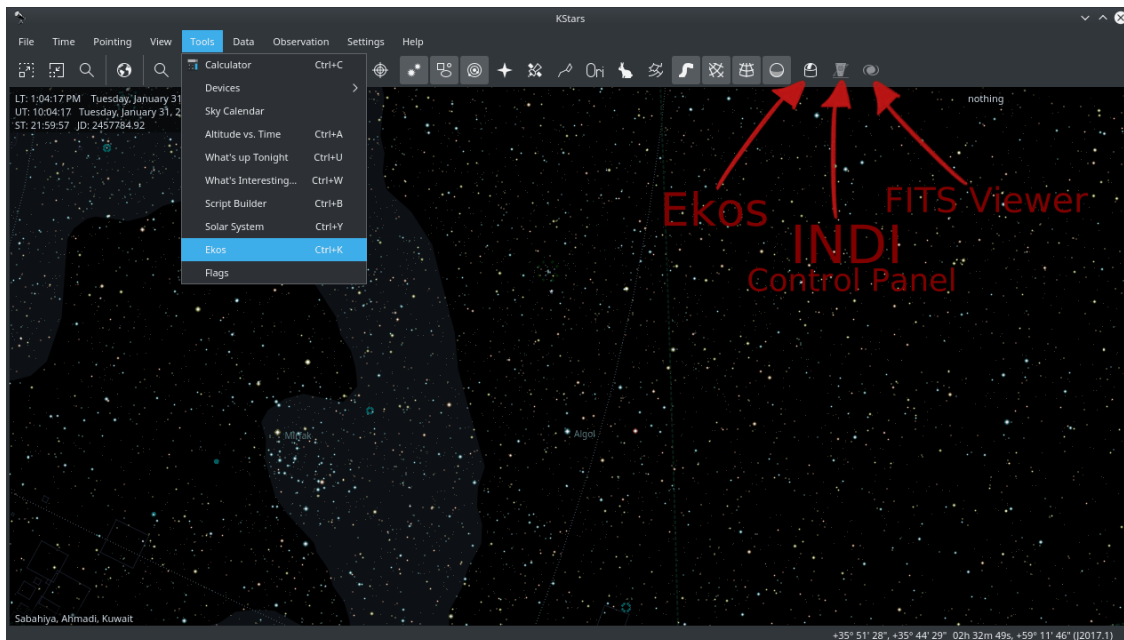 KStars
File Time Pointing View Tools Data Observation Settings Help
Ori
LT: 1:04:17 PM Tuesday, January 31
UT: 10:04:17 Tuesday, January 31, 2
ST: 21:59:57 JD: 2457784.92
nothing
Calculator Ctrl+C
Devices
Sky Calendar
Altitude vs. Time Ctrl+A
What's up Tonight Ctrl+U
What's Interesting... Ctrl+W
Script Builder Ctrl+B
Solar System Ctrl+Y
Ekos Ctrl+K
Flags
Ekos
INDI
Control Panel
FITS Viewer
Mirfak
Algol
Sabahiya, Ahmadi, Kuwait
+35° 51' 28", +35° 44' 29" 02h 32m 49s, +59° 11' 46" (J2017.1)